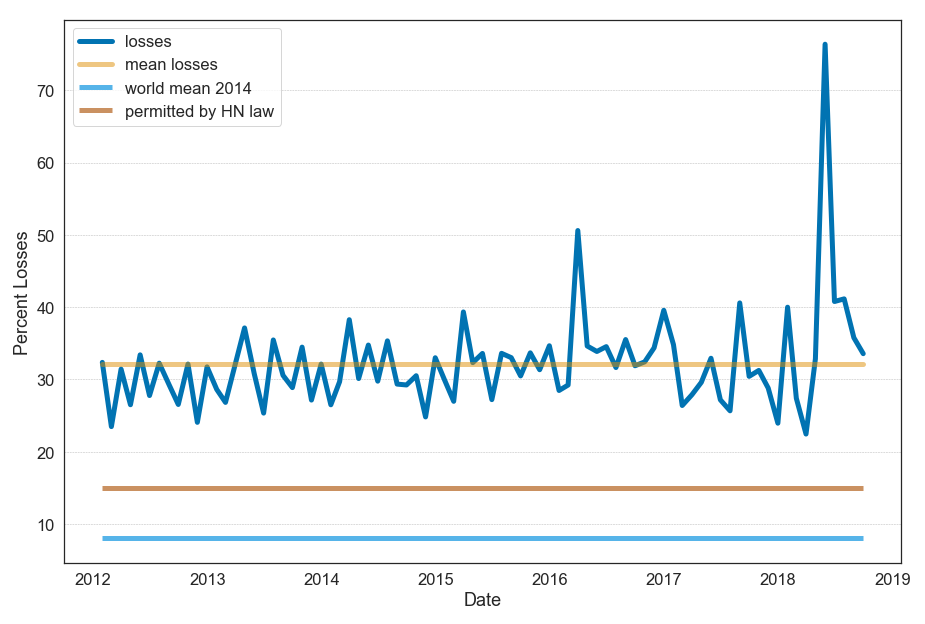 losses
mean losses
world mean 2014
permitted by HN law
70
60
50
40
30
20
10
Percent Losses
2012 2013 2014 2015 2016 2017 2018 2019
Date